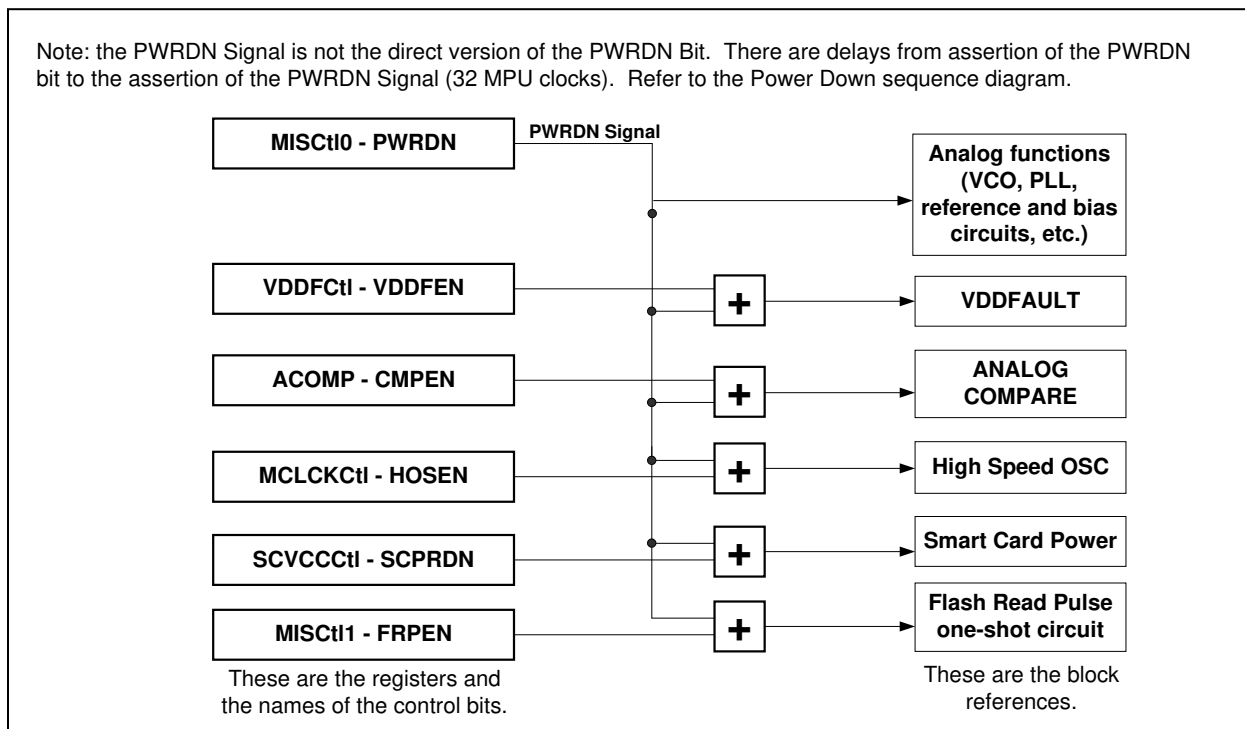 Note: the PWRDN Signal is not the direct version of the PWRDN Bit. There are delays from assertion of the PWRDN
bit to the assertion of the PWRDN Signal (32 MPU clocks). Refer to the Power Down sequence diagram.
MISCtl0 - PWRDN
PWRDN Signal
Analog functions
(VCO, PLL,
reference and bias
circuits, etc.)
VDDFCtl - VDDFEN
+
VDDFAULT
ACOMP - CMPEN
+
ANALOG
COMPARE
MCLCKCtl - HOSEN
+
High Speed OSC
SCVCCCtl - SCPRDN
+
Smart Card Power
MISCtl1 - FRPEN
+
Flash Read Pulse
one-shot circuit
These are the registers and
the names of the control bits.
These are the block
references.